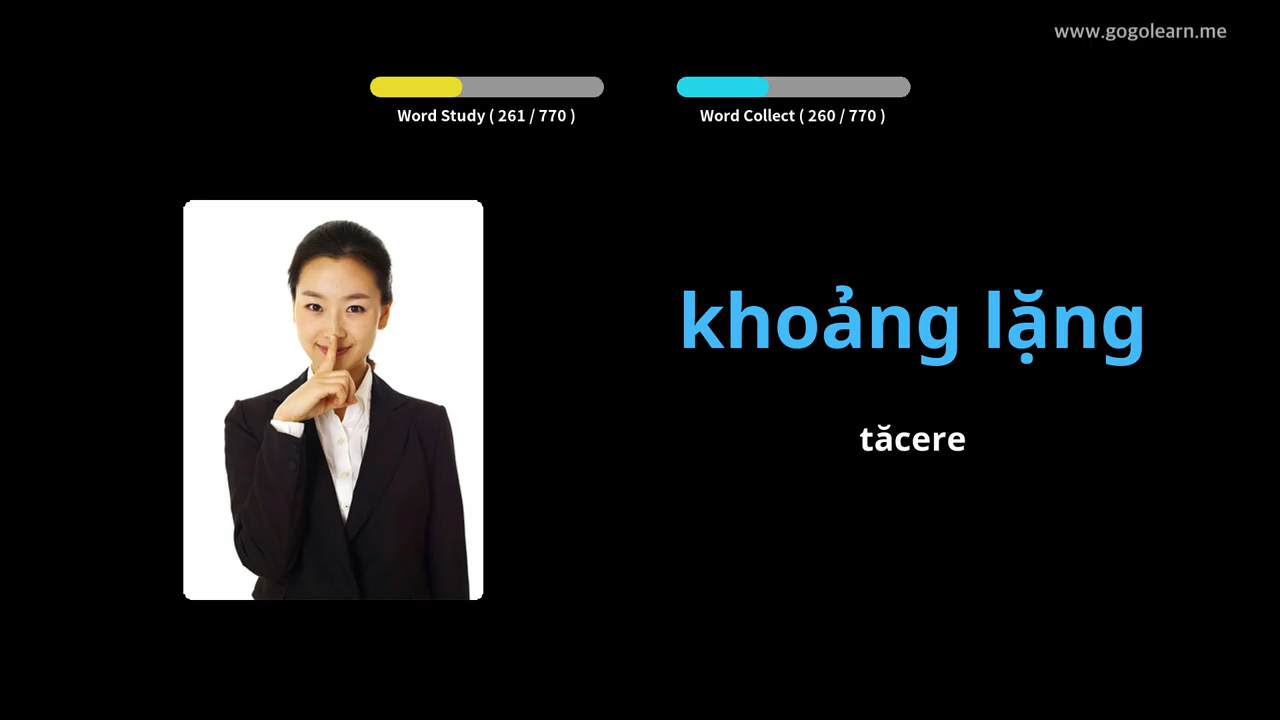 www.gogolearn.me
Word Study ( 261 / 770 )
Word Collect ( 260 / 770 )
khoảng lặng
tăcere